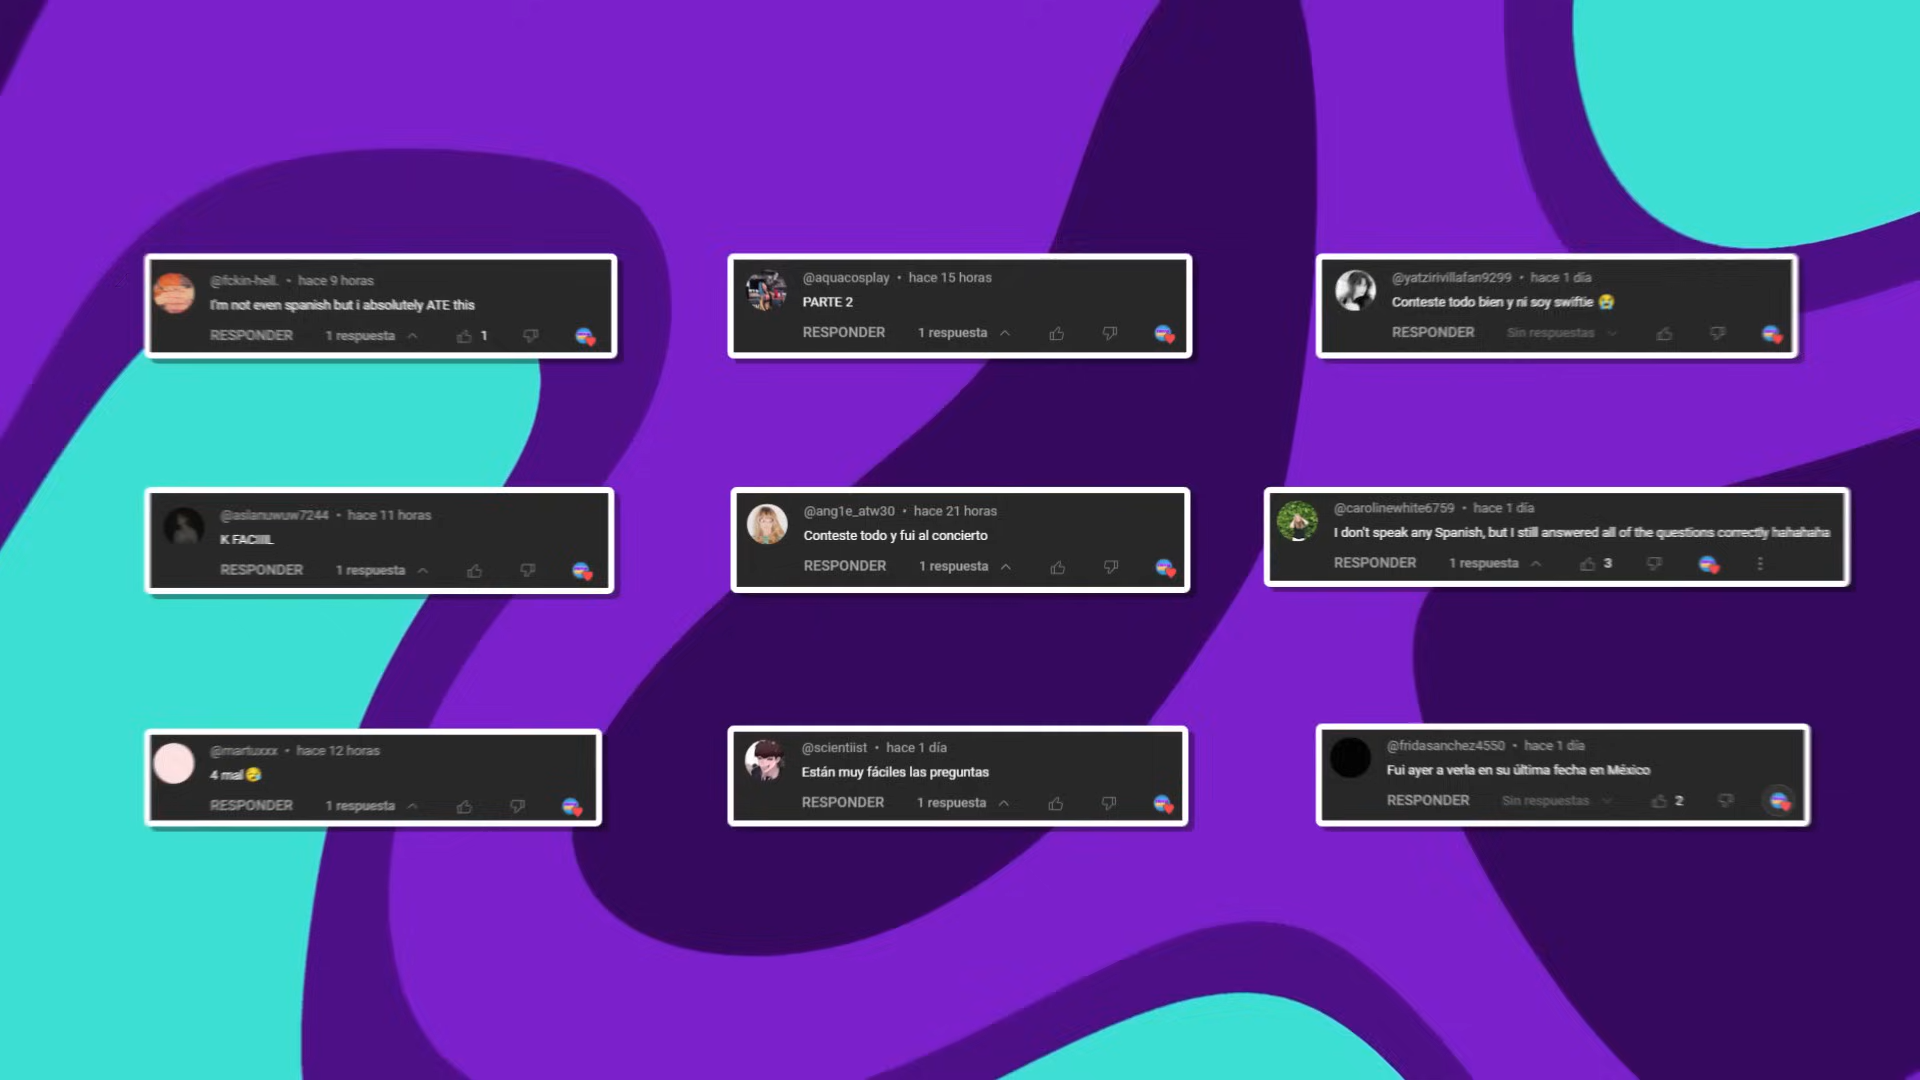 @fckin-hell. • hace 9 horas
I'm not even spanish but i absolutely ATE this
RESPONDER 1 respuesta 1
@aquacosplay • hace 15 horas
PARTE 2
RESPONDER 1 respuesta
@yatzirivillafan9299 • hace 1 día
Conteste todo bien y ni soy swiftie 😭
RESPONDER Sin respuestas
@aslanuwuw7244 • hace 11 horas
K FACIIIL
RESPONDER 1 respuesta
@ang1e_atw30 • hace 21 horas
Conteste todo y fui al concierto
RESPONDER 1 respuesta
@carolinewhite6759 • hace 1 día
I don't speak any Spanish, but I still answered all of the questions correctly hahahaha
RESPONDER 1 respuesta 3
@martuxxx • hace 12 horas
4 mal😥
RESPONDER 1 respuesta
@scientiist • hace 1 día
Están muy fáciles las preguntas
RESPONDER 1 respuesta
@fridasanchez4550 • hace 1 día
Fui ayer a verla en su última fecha en México
RESPONDER Sin respuestas 2